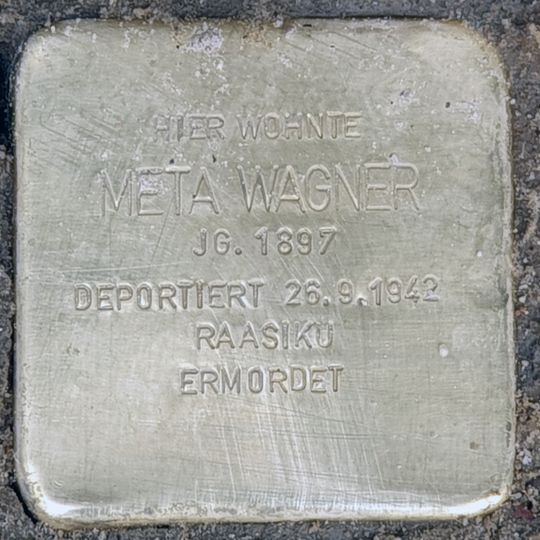 HIER WOHNTE
META WAGNER
JG. 1897
DEPORTIERT 26.9.1942
RAASIKU
ERMORDET